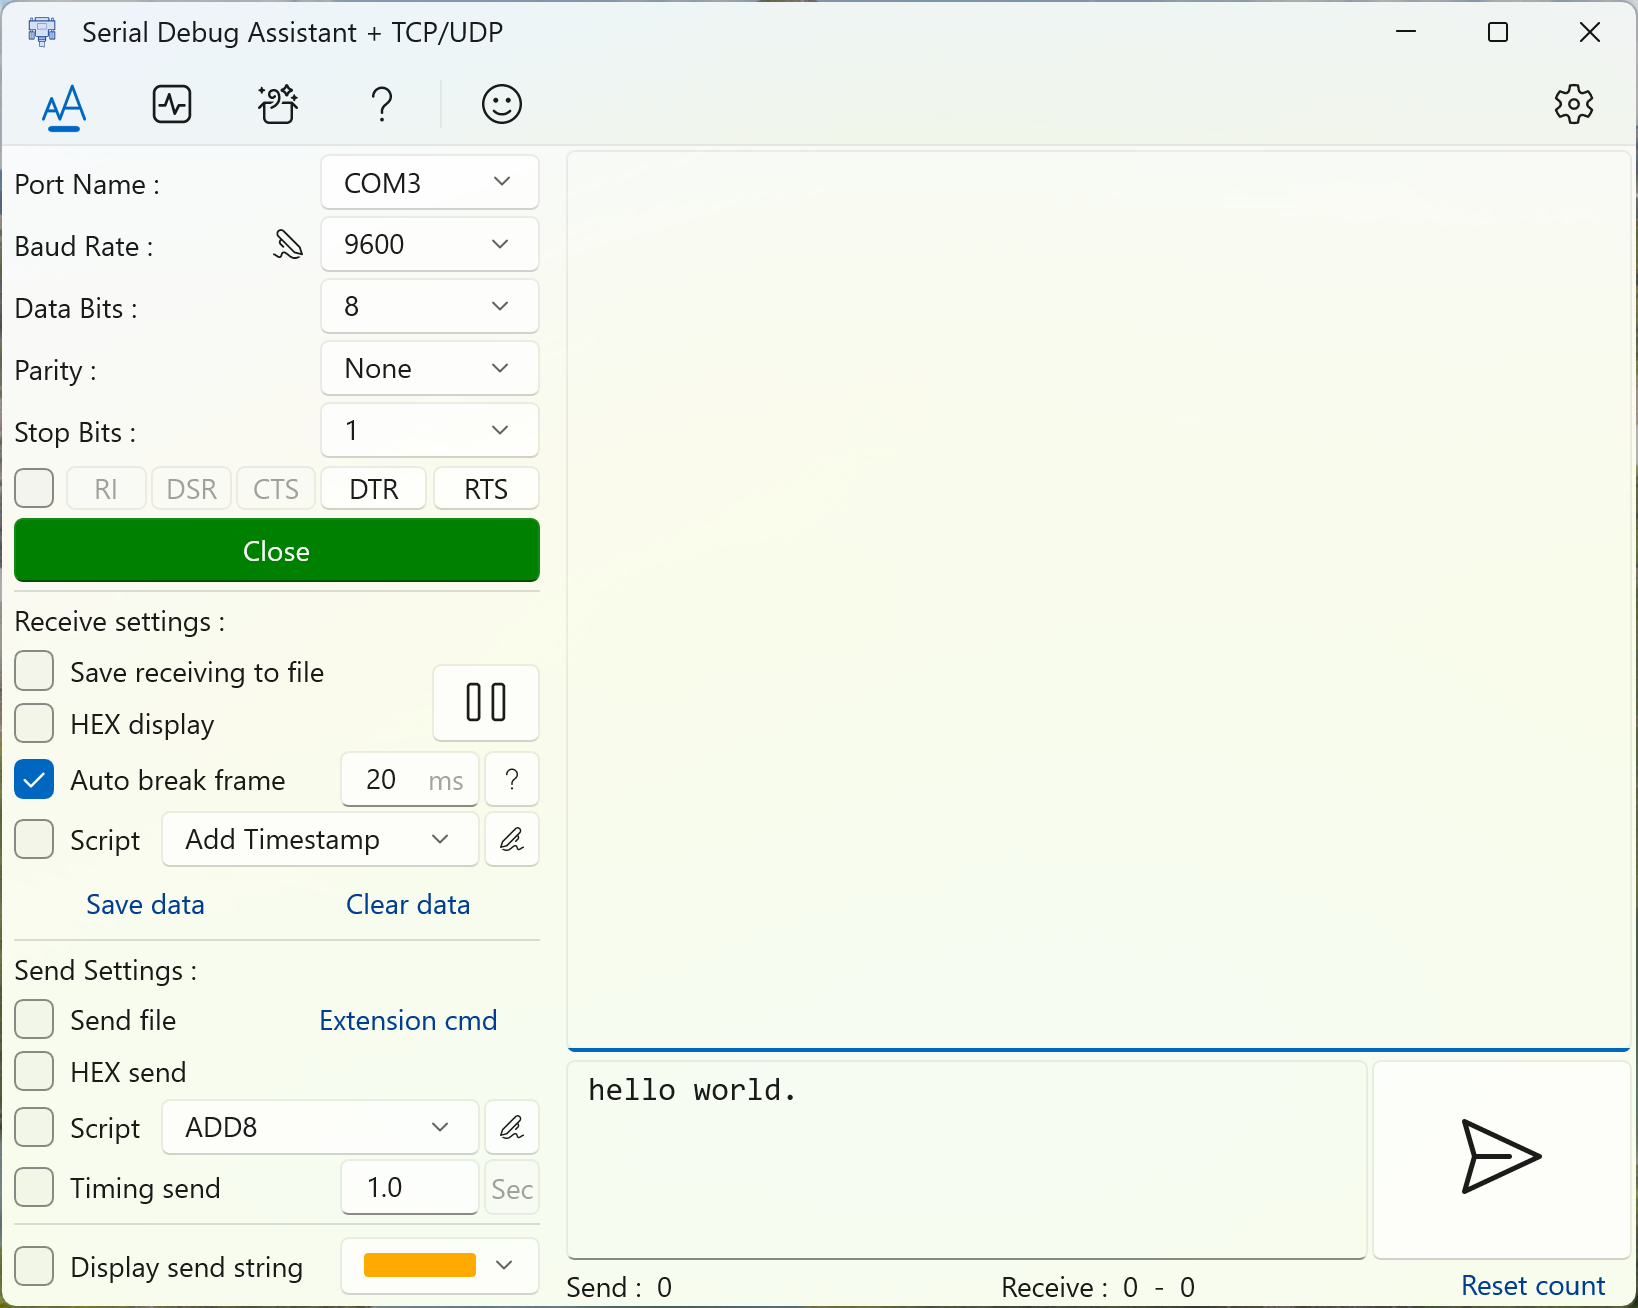 Serial Debug Assistant + TCP/UDP
Port Name :
COM3
Baud Rate :
9600
Data Bits :
8
Parity :
None
Stop Bits :
1
RI DSR CTS DTR RTS
Close
Receive settings :
Save receiving to file
HEX display
Auto break frame
20 ms
?
Script
Add Timestamp
Save data
Clear data
Send Settings :
Send file
Extension cmd
HEX send
Script
ADD8
Timing send
1.0
Sec
Display send string
hello world.
Send : 0
Receive : 0 - 0
Reset count